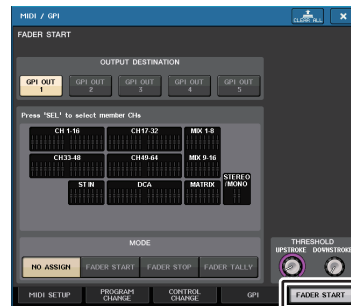 MIDI / GPI
CLEAR ALL
FADER START
OUTPUT DESTINATION
GPI OUT 1
GPI OUT 2
GPI OUT 3
GPI OUT 4
GPI OUT 5
Press 'SEL' to select member CHs
CH 1-16
CH17-32
MIX 1-8
CH33-48
CH49-64
MIX 9-16
ST IN
DCA
MATRIX
STEREO /MONO
MODE
NO ASSIGN
FADER START
FADER STOP
FADER TALLY
THRESHOLD
UPSTROKE
DOWNSTROKE
MIDI SETUP
PROGRAM CHANGE
CONTROL CHANGE
GPI
FADER START